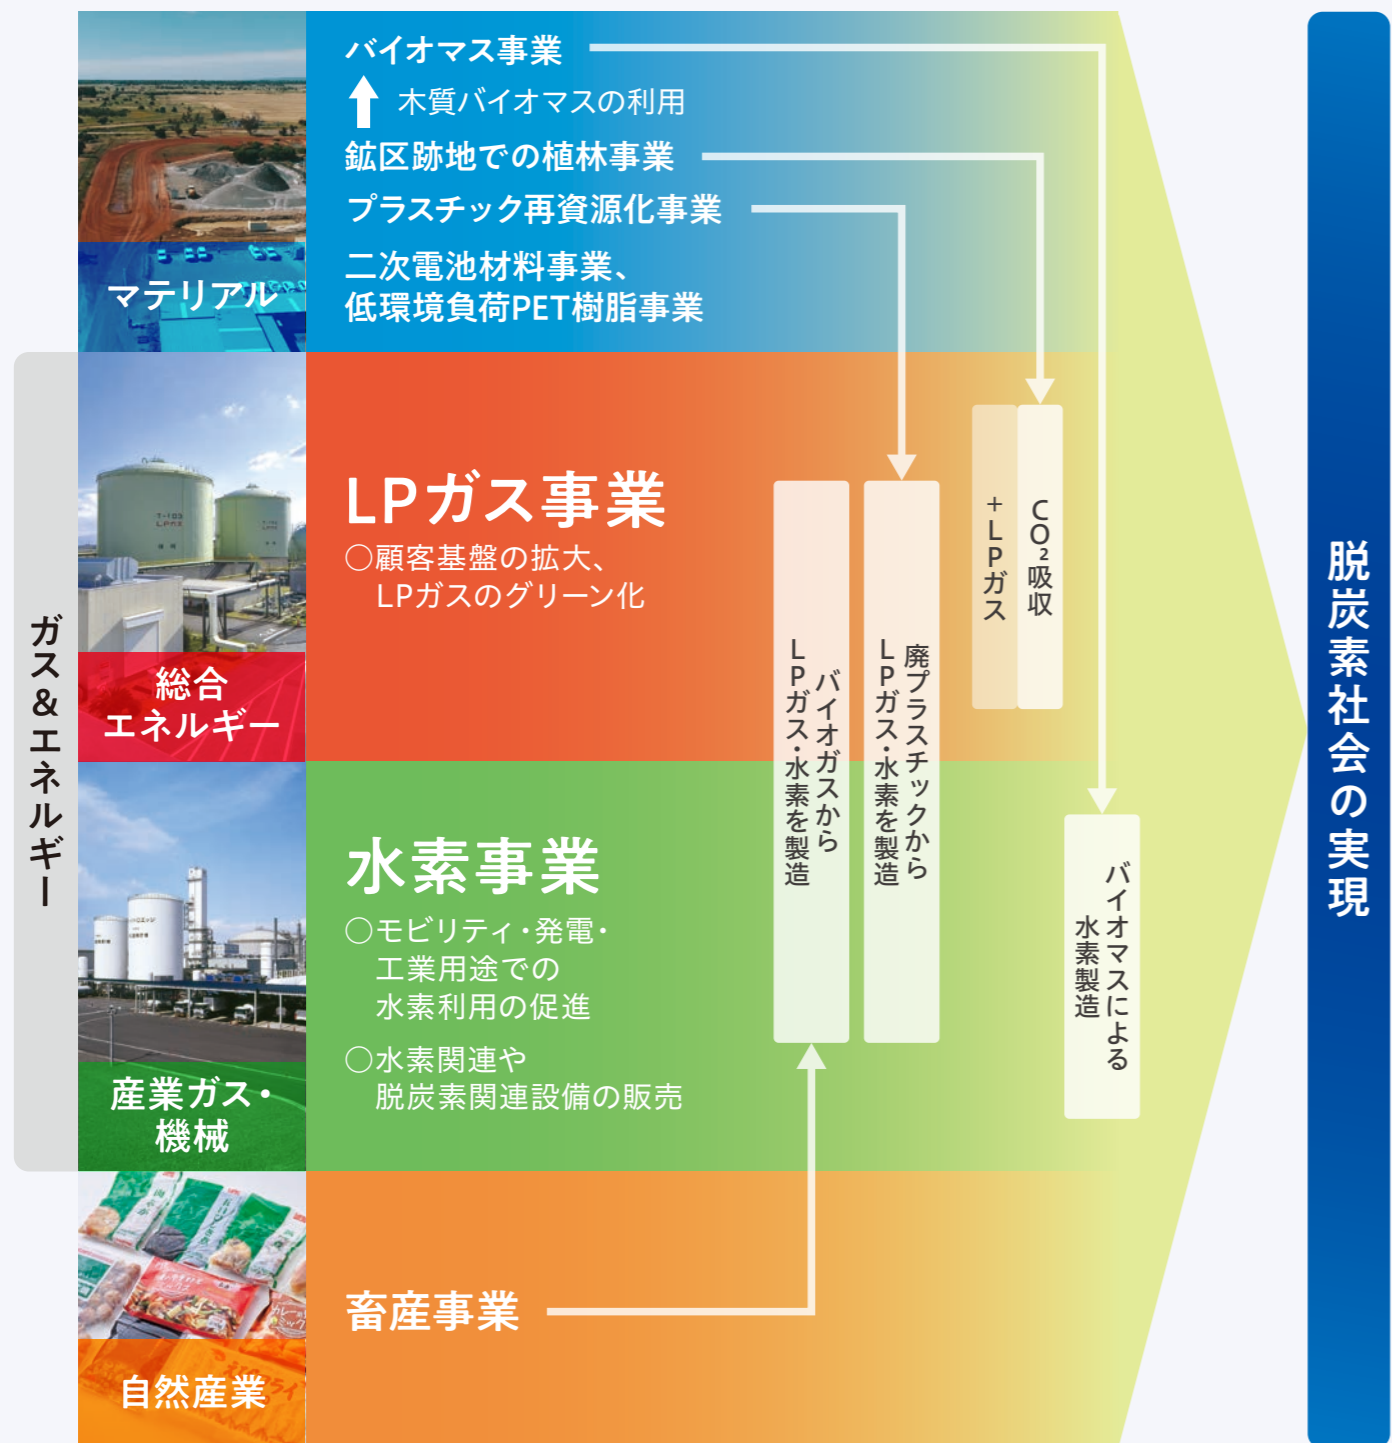 バイオマス事業
木質バイオマスの利用
鉱区跡地での植林事業
プラスチック再資源化事業
二次電池材料事業、
低環境負荷PET樹脂事業
マテリアル
ガス&エネルギー
LPガス事業
○顧客基盤の拡大、
LPガスのグリーン化
総合
エネルギー
水素事業
○モビリティ・発電・
工業用途での
水素利用の促進
○水素関連や
脱炭素関連設備の販売
産業ガス・
機械
畜産事業
自然産業
バイオガスから
LPガス・水素を製造
廃プラスチックから
LPガス・水素を製造
CO₂吸収
+LPガス
バイオマスによる
水素製造
脱炭素社会の実現